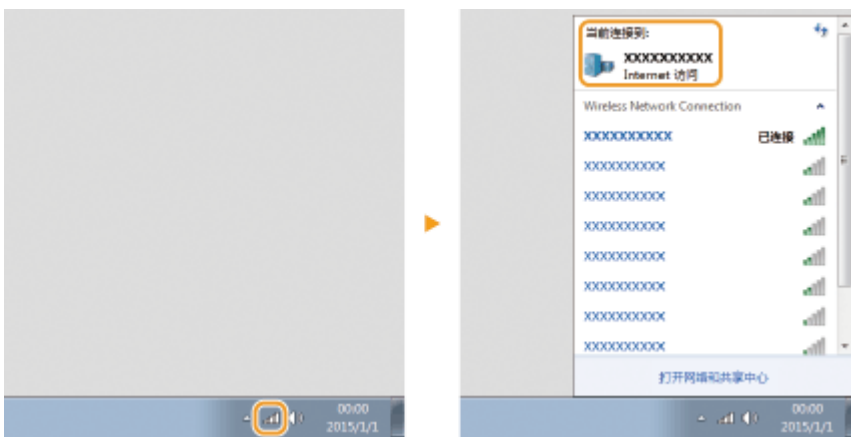 00:00
2015/1/1
当前连接到:
XXXXXXXXXX
Internet 访问
Wireless Network Connection
XXXXXXXXXX 已连接
XXXXXXXXXX
XXXXXXXXXX
XXXXXXXXXX
XXXXXXXXXX
XXXXXXXXXX
XXXXXXXXXX
XXXXXXXXXX
打开网络和共享中心
00:00
2015/1/1